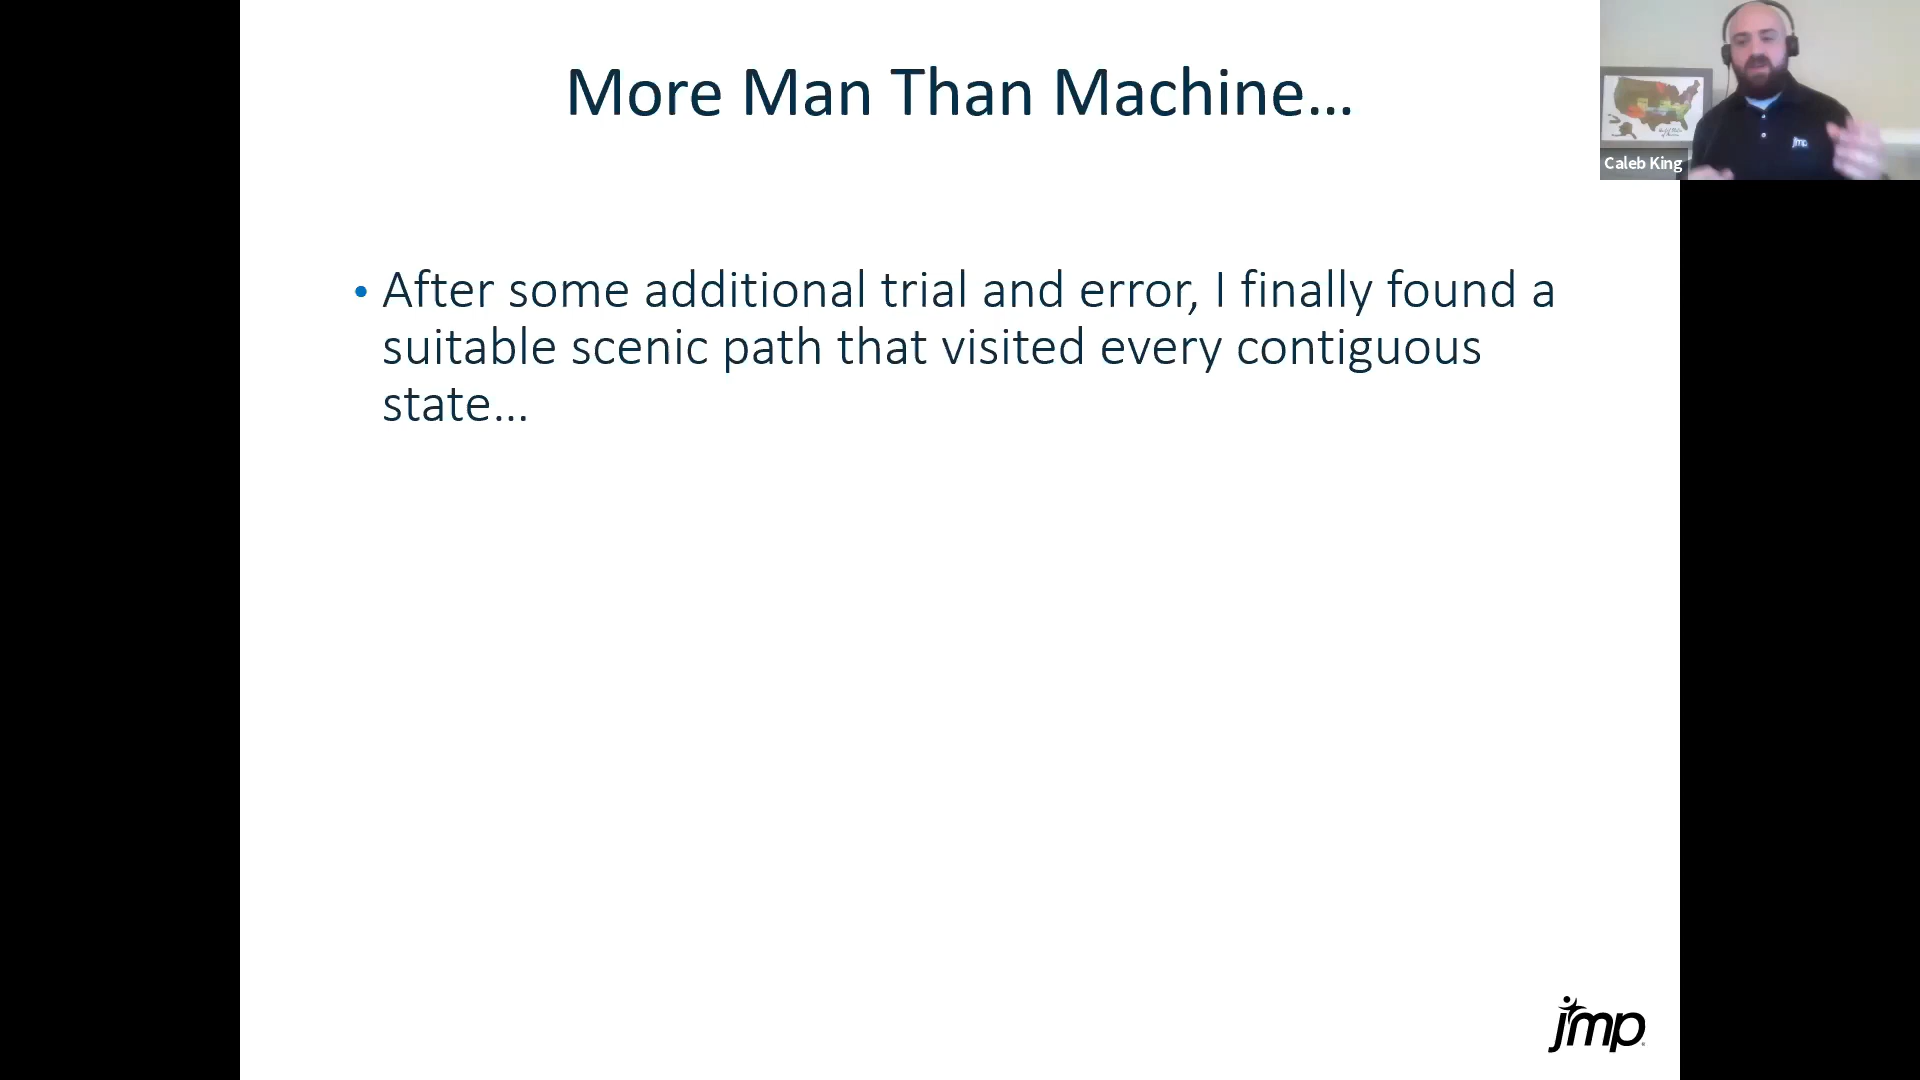 More Man Than Machine...
Caleb King
jmp
• After some additional trial and error, I finally found a
suitable scenic path that visited every contiguous
state...
jmp